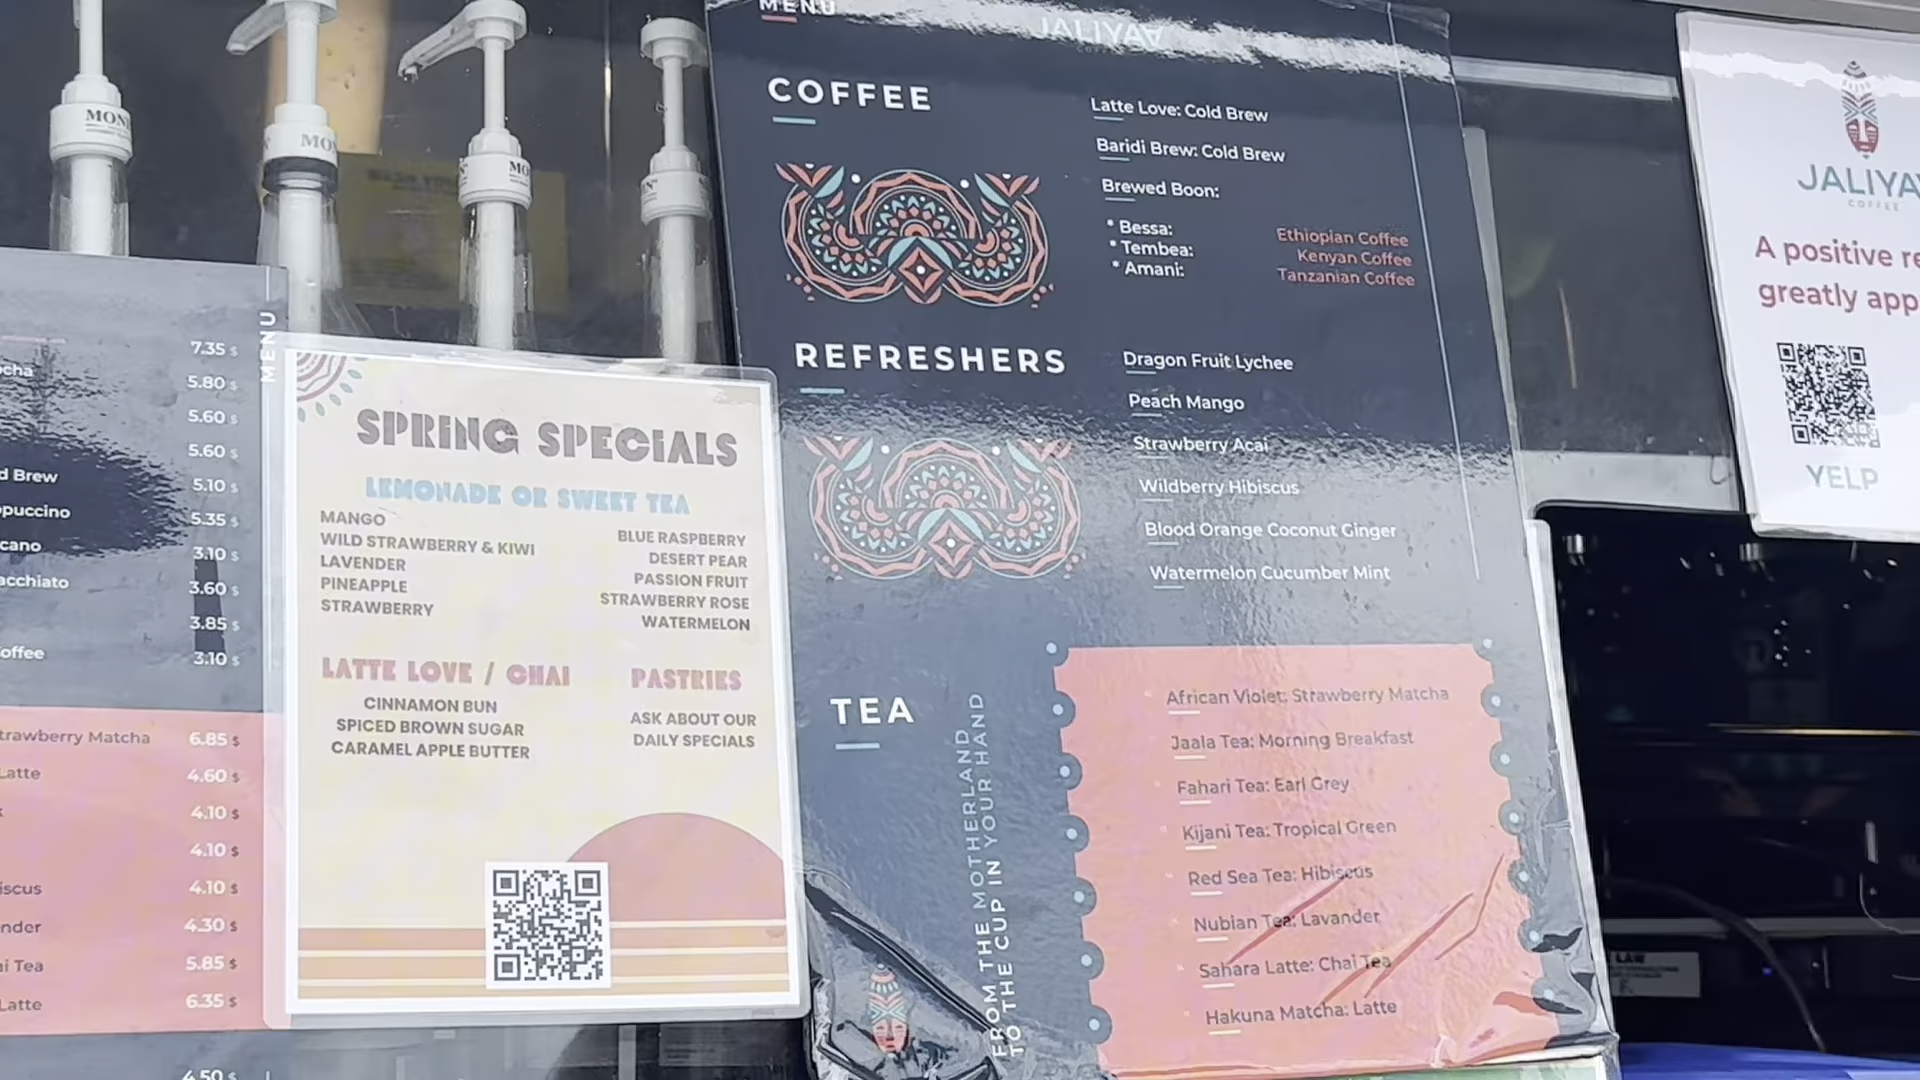 MENU
JALIYAA
COFFEE
Latte Love: Cold Brew
Baridi Brew: Cold Brew
Brewed Boon:
* Bessa: Ethiopian Coffee
* Tembea: Kenyan Coffee
* Amani: Tanzanian Coffee
REFRESHERS
Dragon Fruit Lychee
Peach Mango
Strawberry Acai
Wildberry Hibiscus
Blood Orange Coconut Ginger
Watermelon Cucumber Mint
TEA
FROM THE MOTHERLAND
TO THE CUP IN YOUR HAND
African Violet: Strawberry Matcha
Jaala Tea: Morning Breakfast
Fahari Tea: Earl Grey
Kijani Tea: Tropical Green
Red Sea Tea: Hibiscus
Nubian Tea: Lavander
Sahara Latte: Chai Tea
Hakuna Matcha: Latte
SPRING SPECIALS
LEMONADE OR SWEET TEA
MANGO
WILD STRAWBERRY & KIWI
LAVENDER
PINEAPPLE
STRAWBERRY
BLUE RASPBERRY
DESERT PEAR
PASSION FRUIT
STRAWBERRY ROSE
WATERMELON
LATTE LOVE / CHAI
CINNAMON BUN
SPICED BROWN SUGAR
CARAMEL APPLE BUTTER
PASTRIES
ASK ABOUT OUR
DAILY SPECIALS
MENU
7.35 $
ocha 5.80 $
5.60 $
5.60 $
d Brew 5.10 $
puccino 5.35 $
cano 3.10 $
acchiato 3.60 $
3.85 $
offee 3.10 $
trawberry Matcha 6.85 $
Latte 4.60 $
4.10 $
4.10 $
iscus 4.10 $
nder 4.30 $
i Tea 5.85 $
Latte 6.35 $
4.50 $
MONI
MO
MO
JALIYA
COFFEE
A positive re
greatly app
YELP
LAW